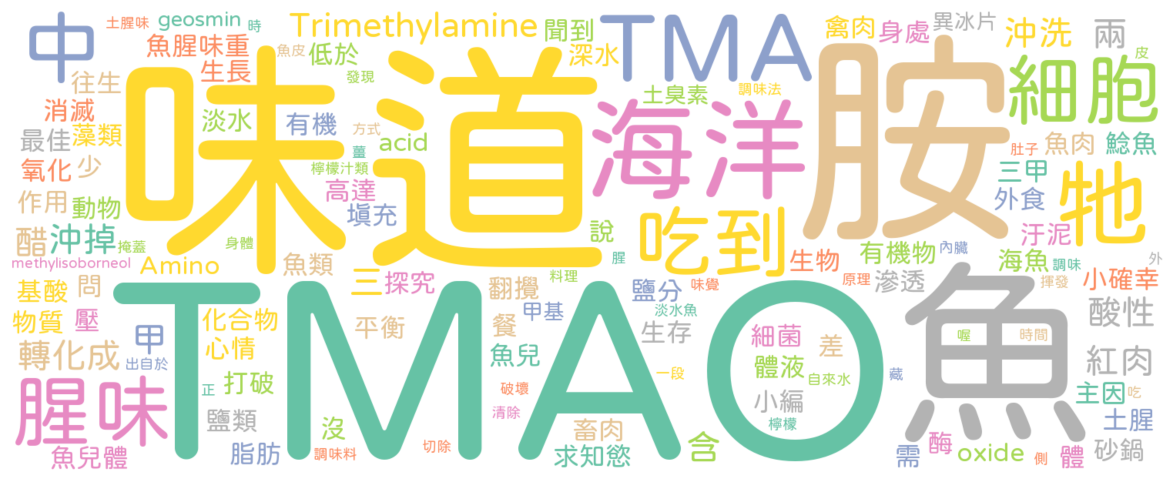 土腥味
geosmin
時
Trimethylamine
聞到
TMA
禽肉
身處
異冰片
沖洗
兩
皮
中
魚腥味重
魚皮
低於
深水
往生
生長
發現
調味法
細胞
消滅
淡水
有機
土臭素
海洋
胺
最佳
藻類
方式
acid
味道
薑
檸檬汁類
肚子
魚肉
鯰魚
氧化
少
高達
三甲
牠
作用
動物
填充
吃到
外食
醋
沖掉
掩蓋
身體
說
汙泥
有機物
內臟
腥
methylisoborneol
Amino
魚類
三
探究
料理
生物
味覺
原理
滲透
海魚
調味
外
小確幸
揮發
基酸
問
翻攪
鹽分
物質
壓
化合物
TMAO
甲基
淡水魚
魚
酸性
平衡
餐
生存
細菌
差
喔
時間
轉化成
甲
心情
魚兒
體液
自來水
紅肉
出自於
一段
藏
腥味
正
打破
破壞
小編
主因
吃
鹽類
清除
檸檬
土腥
沒
畜肉
魚兒體
脂肪
調味料
切除
求知慾
含
需
酶
oxide
側
體
砂鍋